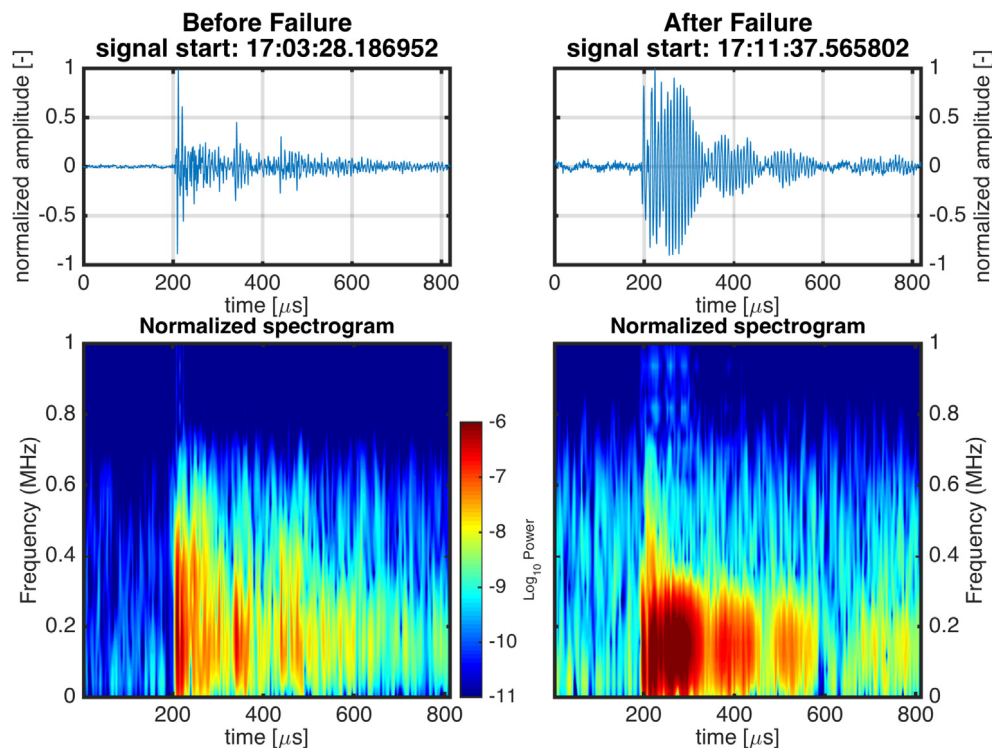 Before Failure
signal start: 17:03:28.186952
After Failure
signal start: 17:11:37.565802
normalized amplitude [-]
1
0.5
0
-0.5
-1
0 200 400 600 800
time [μs]
0 200 400 600 800
time [μs]
1
0.5
0
-0.5
-1
normalized amplitude [-]
Normalized spectrogram
Normalized spectrogram
Frequency (MHz)
1
0.8
0.6
0.4
0.2
0
200 400 600 800
time [μs]
-6
-7
-8
-9
-10
-11
Log10 Power
200 400 600 800
time [μs]
1
0.8
0.6
0.4
0.2
0
Frequency (MHz)